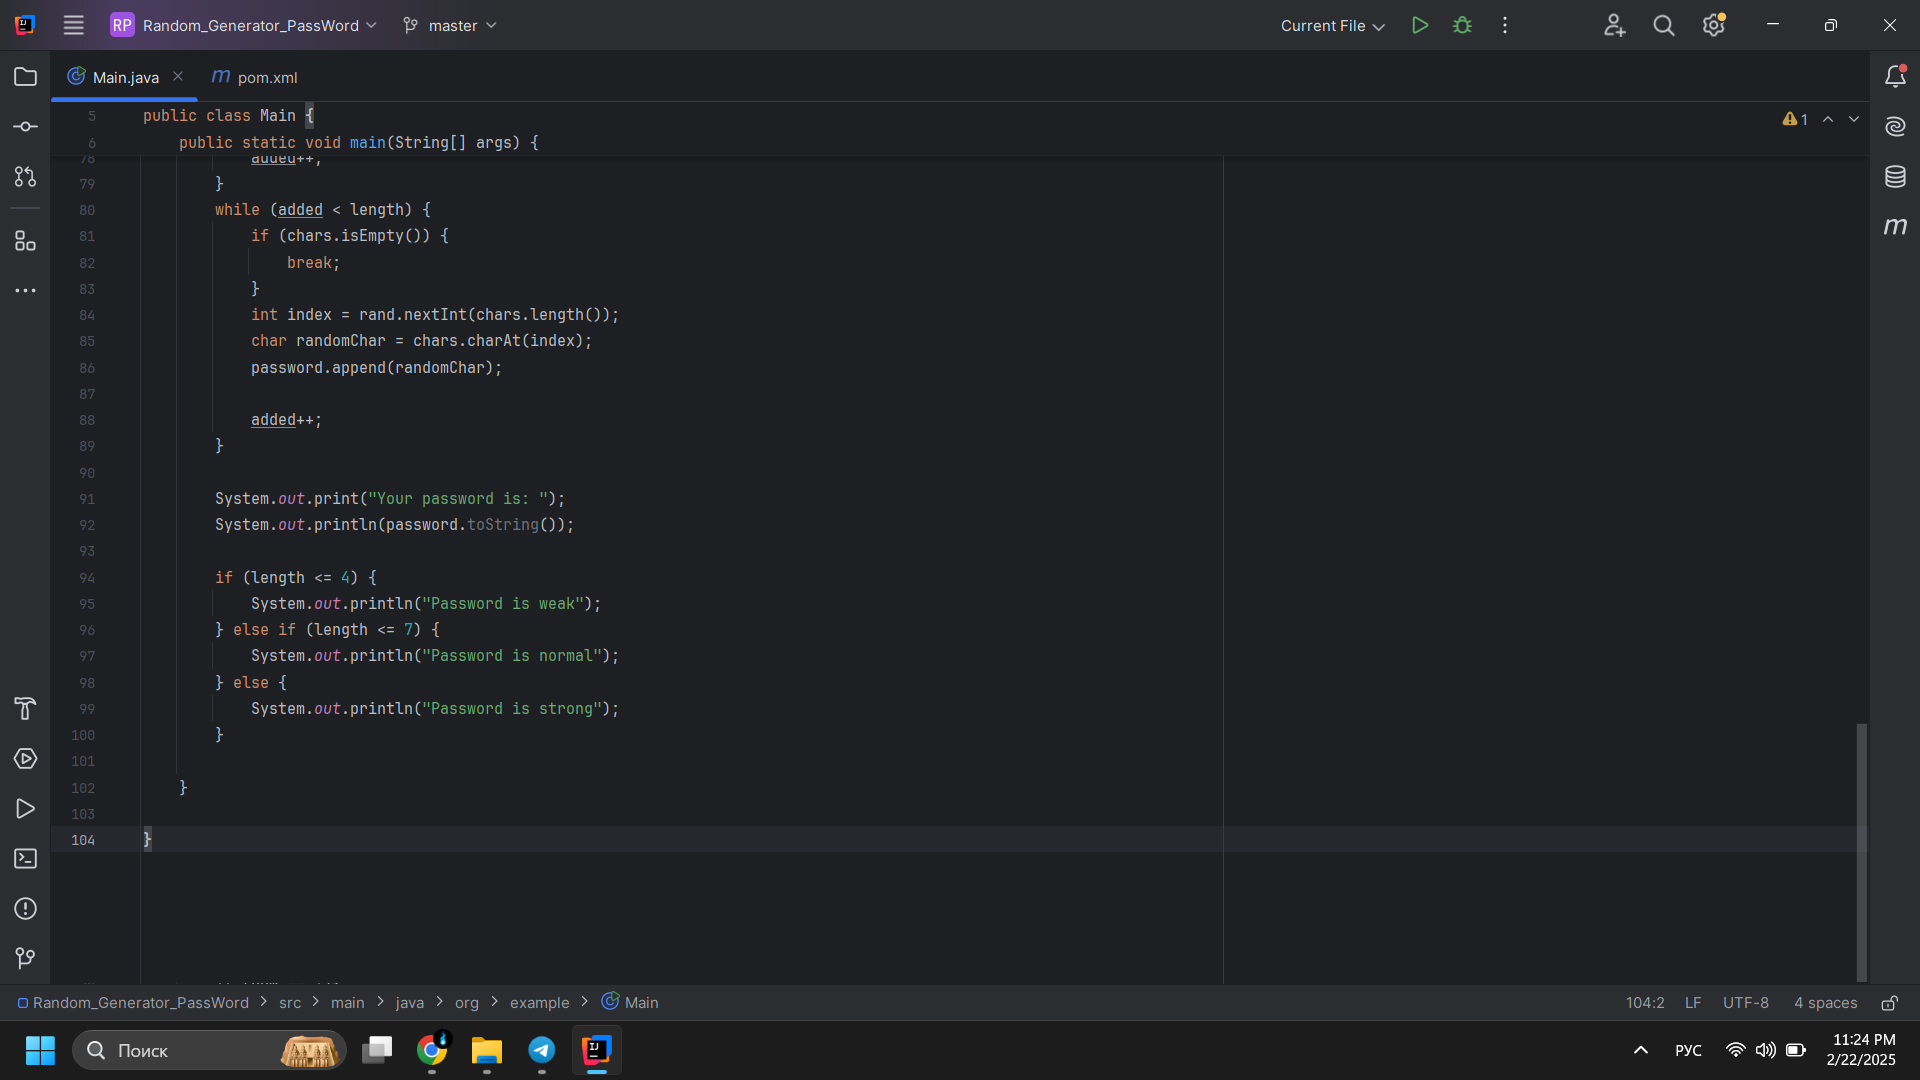 RP Random_Generator_PassWord master Current File
Main.java pom.xml
5 public class Main {
6 public static void main(String[] args) {
78 added++;
79 }
80 while (added < length) {
81 if (chars.isEmpty()) {
82 break;
83 }
84 int index = rand.nextInt(chars.length());
85 char randomChar = chars.charAt(index);
86 password.append(randomChar);
87
88 added++;
89 }
90
91 System.out.print("Your password is: ");
92 System.out.println(password.toString());
93
94 if (length <= 4) {
95 System.out.println("Password is weak");
96 } else if (length <= 7) {
97 System.out.println("Password is normal");
98 } else {
99 System.out.println("Password is strong");
100 }
101
102 }
103
104 }
1
Random_Generator_PassWord > src > main > java > org > example > Main
104:2 LF UTF-8 4 spaces
Поиск
РУС
11:24 PM
2/22/2025